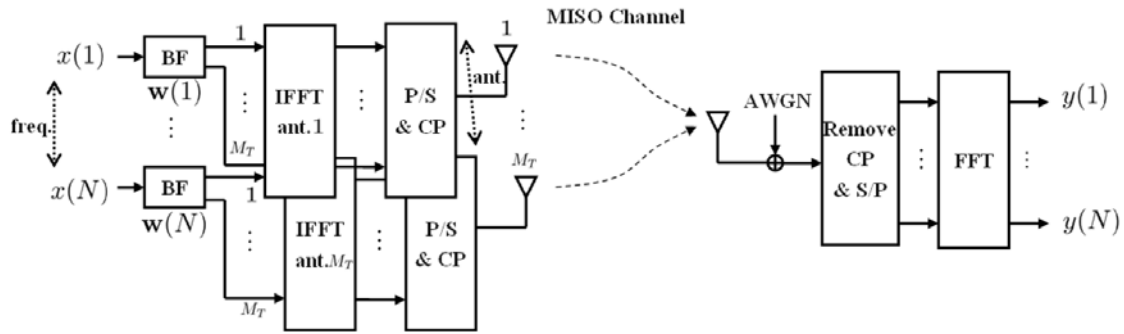 MISO Channel
x(1)
BF
w(1)
1
M_T
freq.
⋮
x(N)
BF
w(N)
1
M_T
IFFT
ant.1
IFFT
ant.M_T
P/S
& CP
P/S
& CP
ant.
1
M_T
AWGN
Remove
CP
& S/P
FFT
y(1)
y(N)